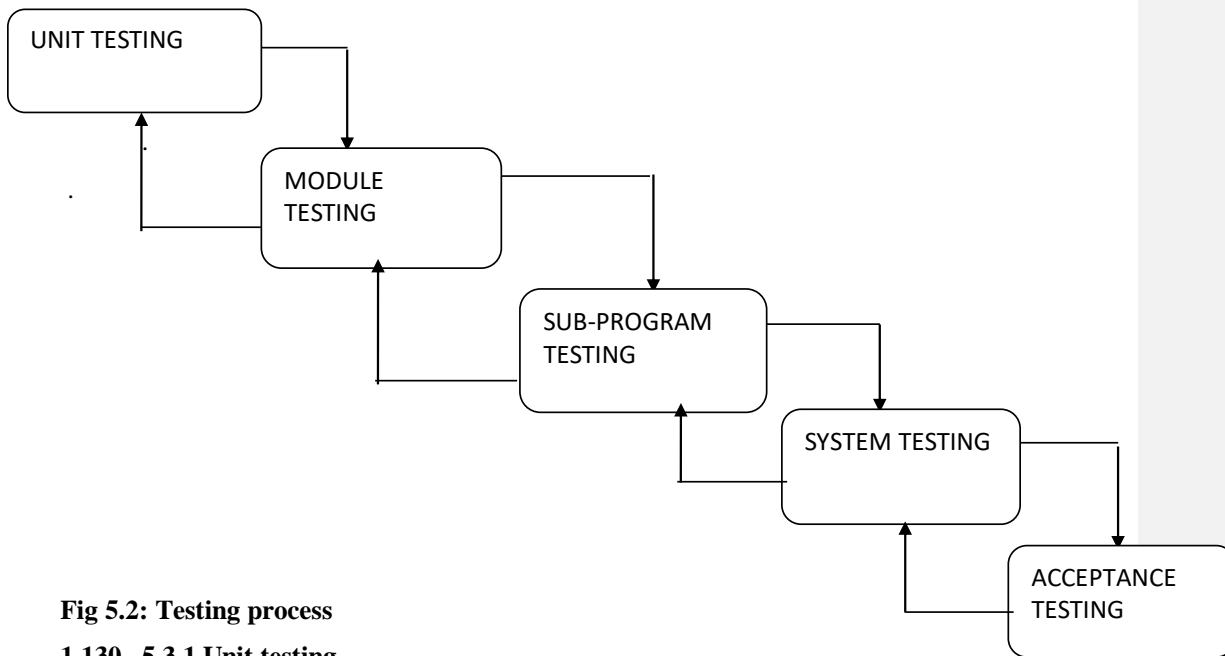 UNIT TESTING
MODULE
TESTING
SUB-PROGRAM
TESTING
SYSTEM TESTING
ACCEPTANCE
TESTING
Fig 5.2: Testing process
1.130 5.3.1 Unit testing